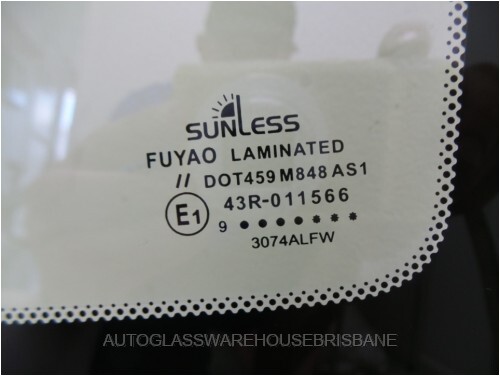 SUNLESS
FUYAO LAMINATED
// DOT459 M848 AS1
E1 43R-011566
9 ●●●●✱✱✱
3074ALFW
AUTOGLASSWAREHOUSEBRISBANE